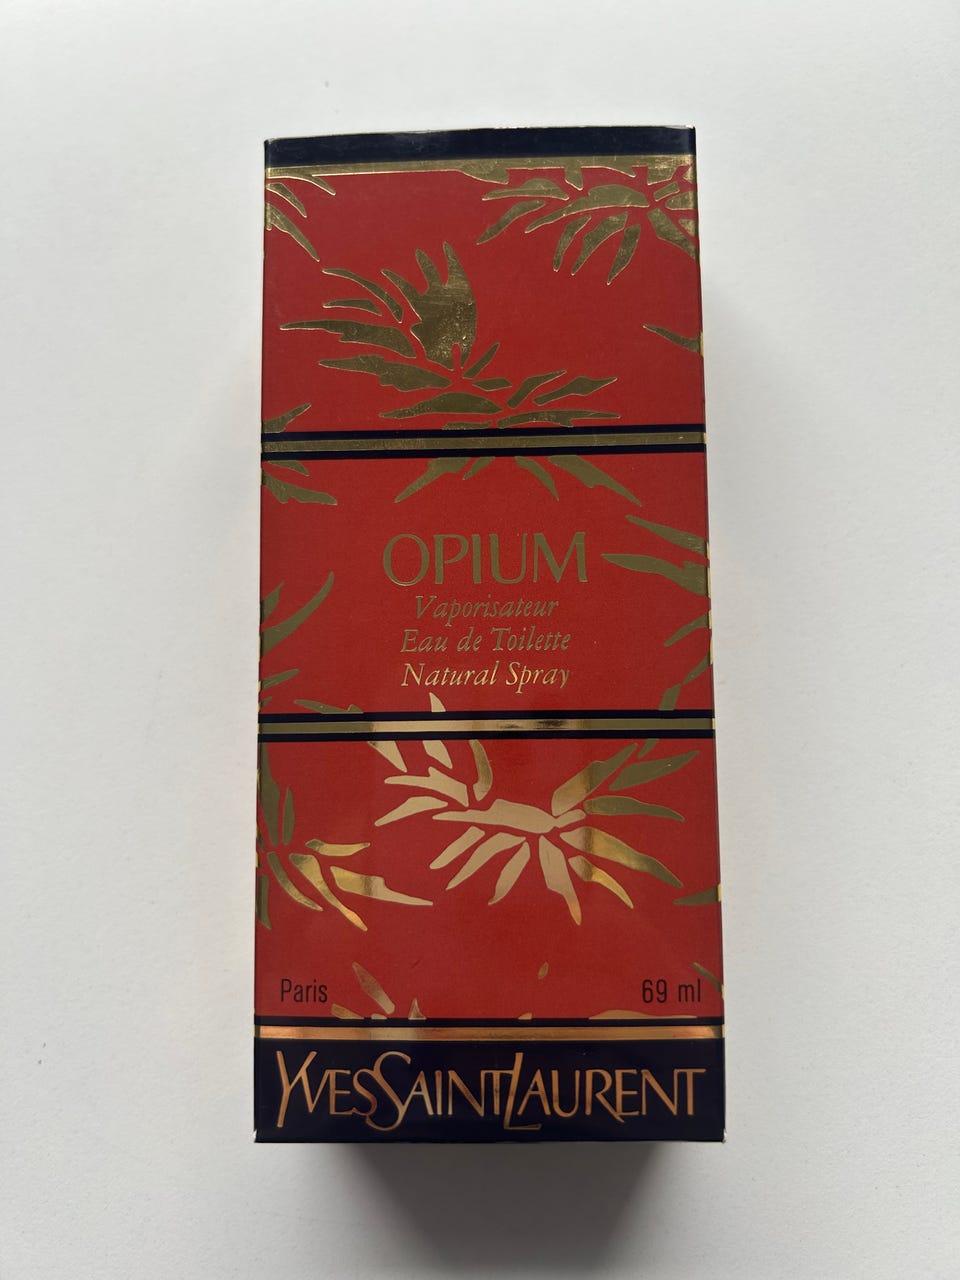 OPIUM
Vaporisateur
Eau de Toilette
Natural Spray
Paris 69 ml
YVESSAINTLAURENT